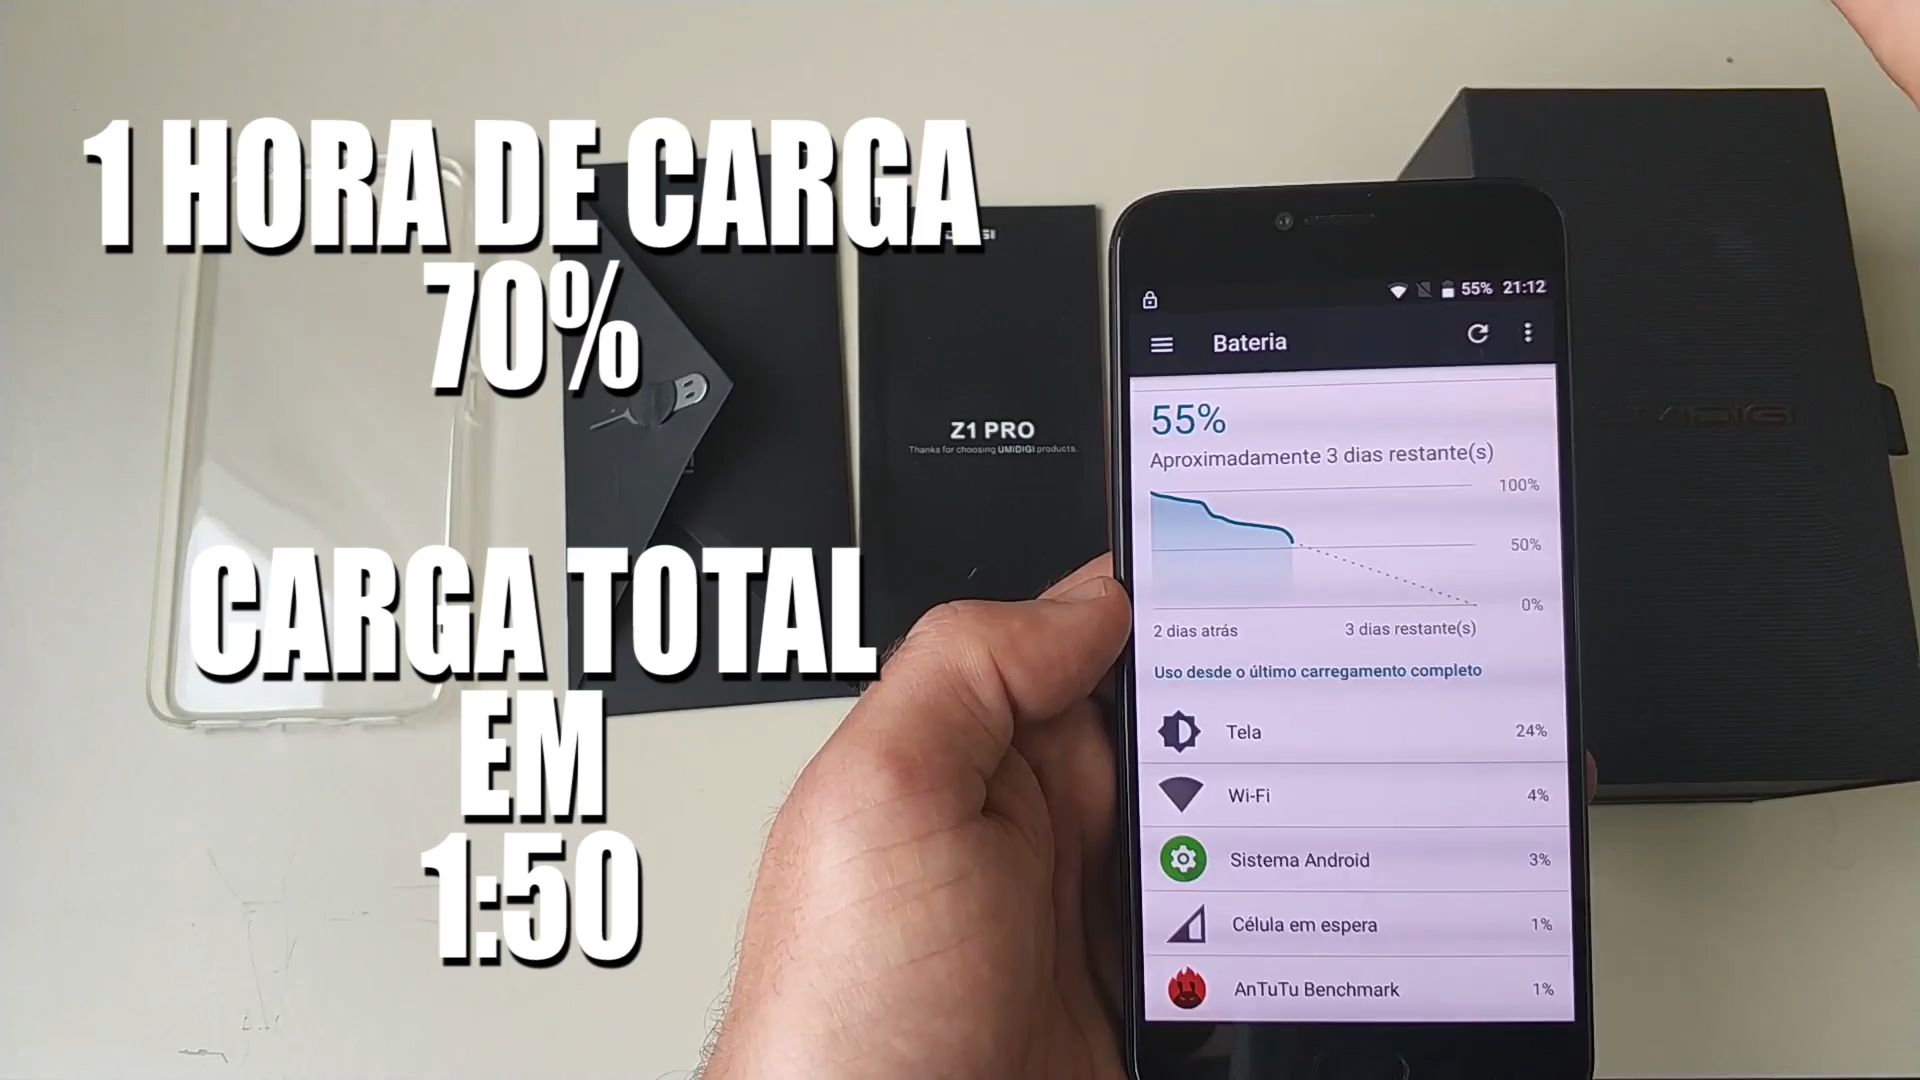 1 HORA DE CARGA
70%
CARGA TOTAL
EM
1:50
Z1 PRO
Thanks for choosing UMIDIGI products.
UMIDIGI
55% 21:12
Bateria
55%
Aproximadamente 3 dias restante(s)
100%
50%
0%
2 dias atrás 3 dias restante(s)
Uso desde o último carregamento completo
Tela 24%
Wi-Fi 4%
Sistema Android 3%
Célula em espera 1%
AnTuTu Benchmark 1%